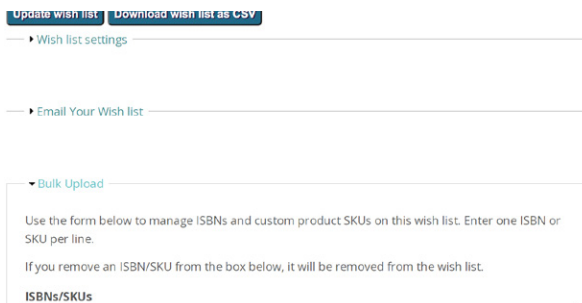 Update wish list Download wish list as CSV
Wish list settings
Email Your Wish list
Bulk Upload
Use the form below to manage ISBNs and custom product SKUs on this wish list. Enter one ISBN or
SKU per line.
If you remove an ISBN/SKU from the box below, it will be removed from the wish list.
ISBNs/SKUs